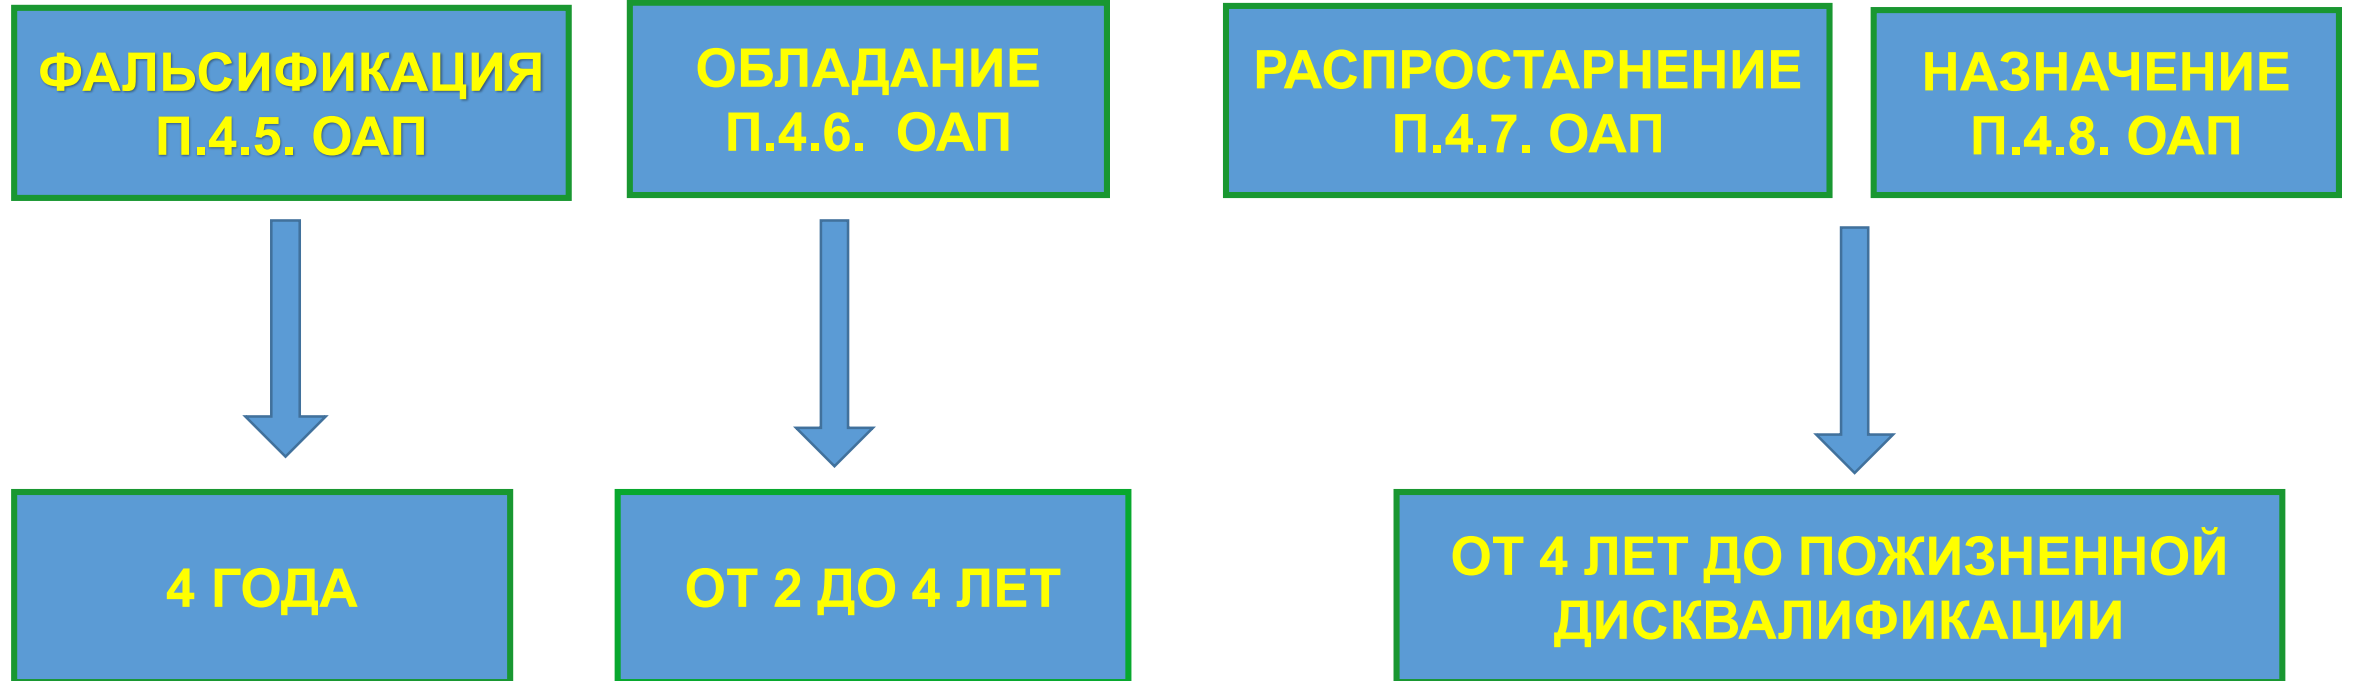 ФАЛЬСИФИКАЦИЯ
П.4.5. ОАП
ОБЛАДАНИЕ
П.4.6. ОАП
РАСПРОСТАРНЕНИЕ
П.4.7. ОАП
НАЗНАЧЕНИЕ
П.4.8. ОАП
4 ГОДА
ОТ 2 ДО 4 ЛЕТ
ОТ 4 ЛЕТ ДО ПОЖИЗНЕННОЙ
ДИСКВАЛИФИКАЦИИ